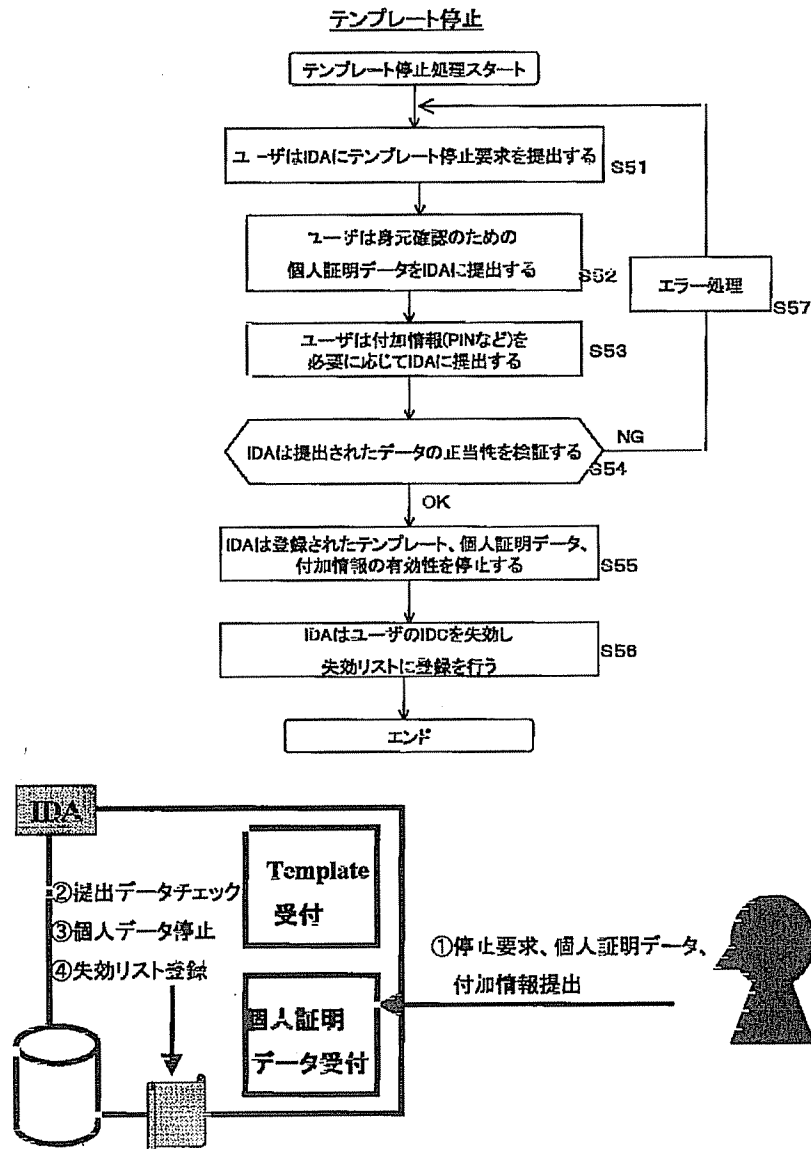 テンプレート停止
テンプレート停止処理スタート
ユーザはIDAにテンプレート停止要求を提出する
S51
ユーザは身元確認のための
個人証明データをIDAに提出する
S52
エラー処理
S57
ユーザは付加情報(PINなど)を
必要に応じてIDAに提出する
S53
IDAは提出されたデータの正当性を検証する
NG
S54
OK
IDAは登録されたテンプレート、個人証明データ、
付加情報の有効性を停止する
S55
IDAはユーザのIDCを失効し
失効リストに登録を行う
S56
エンド
IDA
②提出データチェック
③個人データ停止
④失効リスト登録
Template
受付
個人証明
データ受付
①停止要求、個人証明データ、
付加情報提出